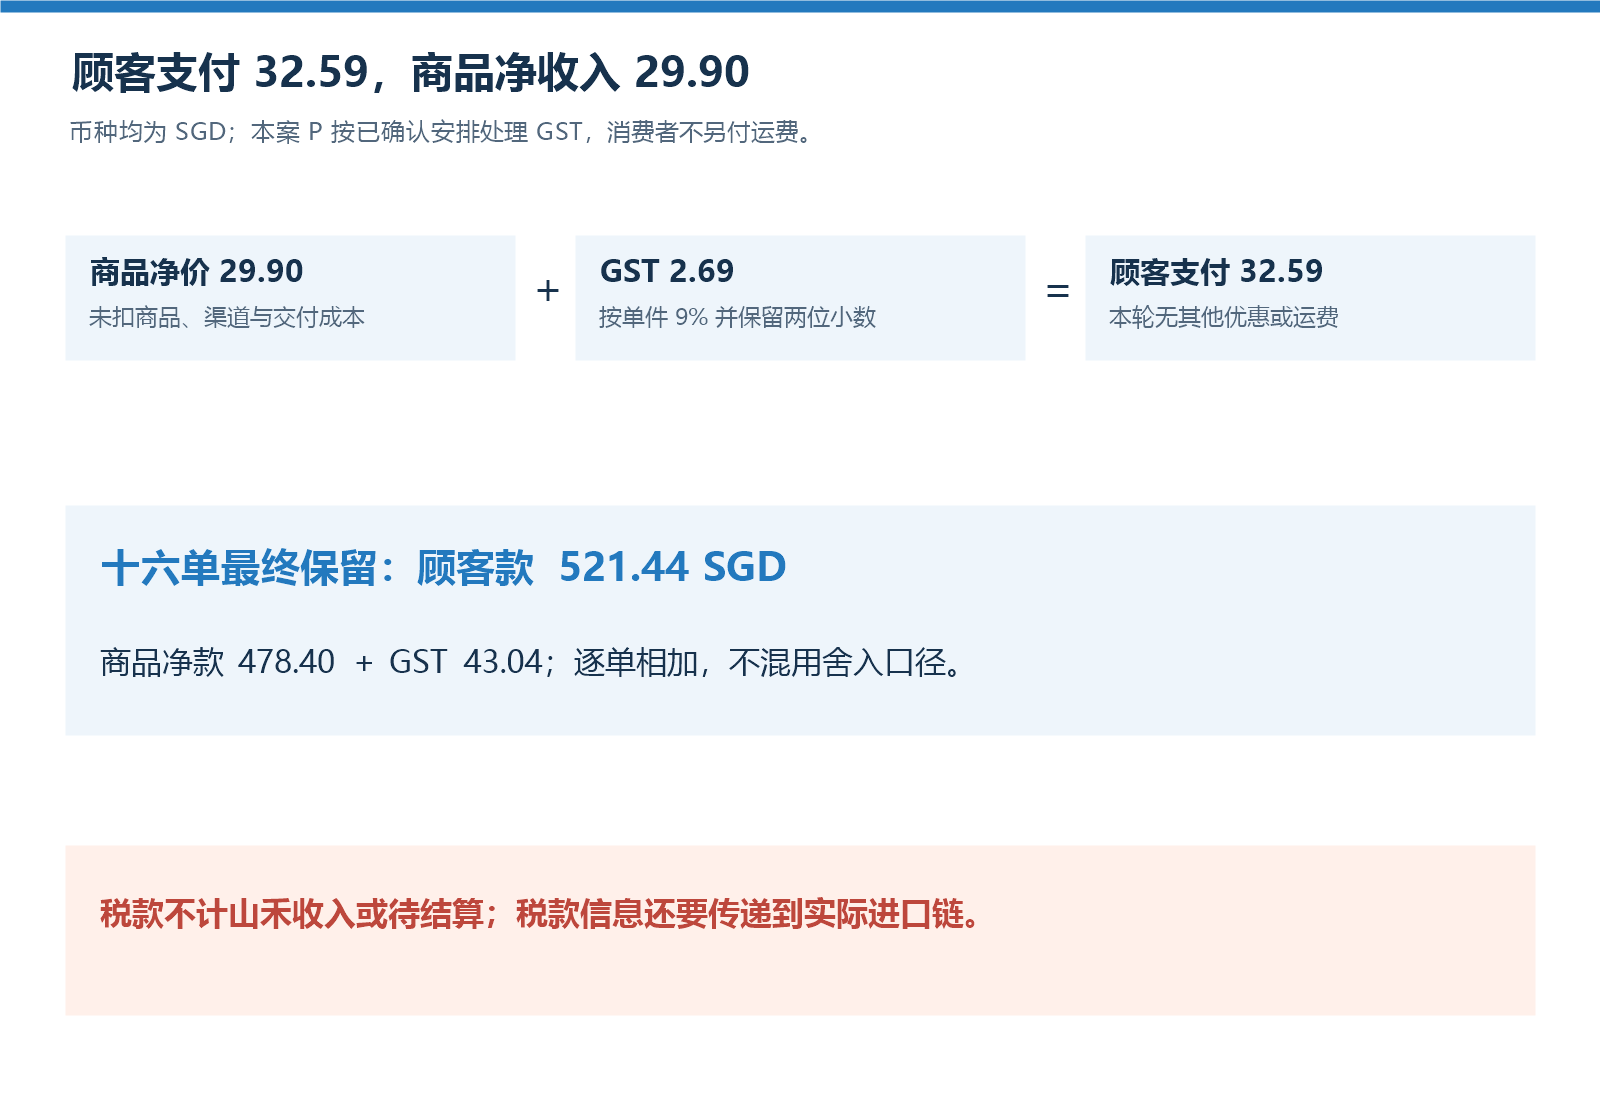 顾客支付 32.59，商品净收入 29.90
币种均为 SGD；本案 P 按已确认安排处理 GST，消费者不另付运费。
商品净价 29.90
未扣商品、渠道与交付成本
+
GST 2.69
按单件 9% 并保留两位小数
=
顾客支付 32.59
本轮无其他优惠或运费
十六单最终保留：顾客款 521.44 SGD
商品净款 478.40 + GST 43.04；逐单相加，不混用舍入口径。
税款不计山禾收入或待结算；税款信息还要传递到实际进口链。